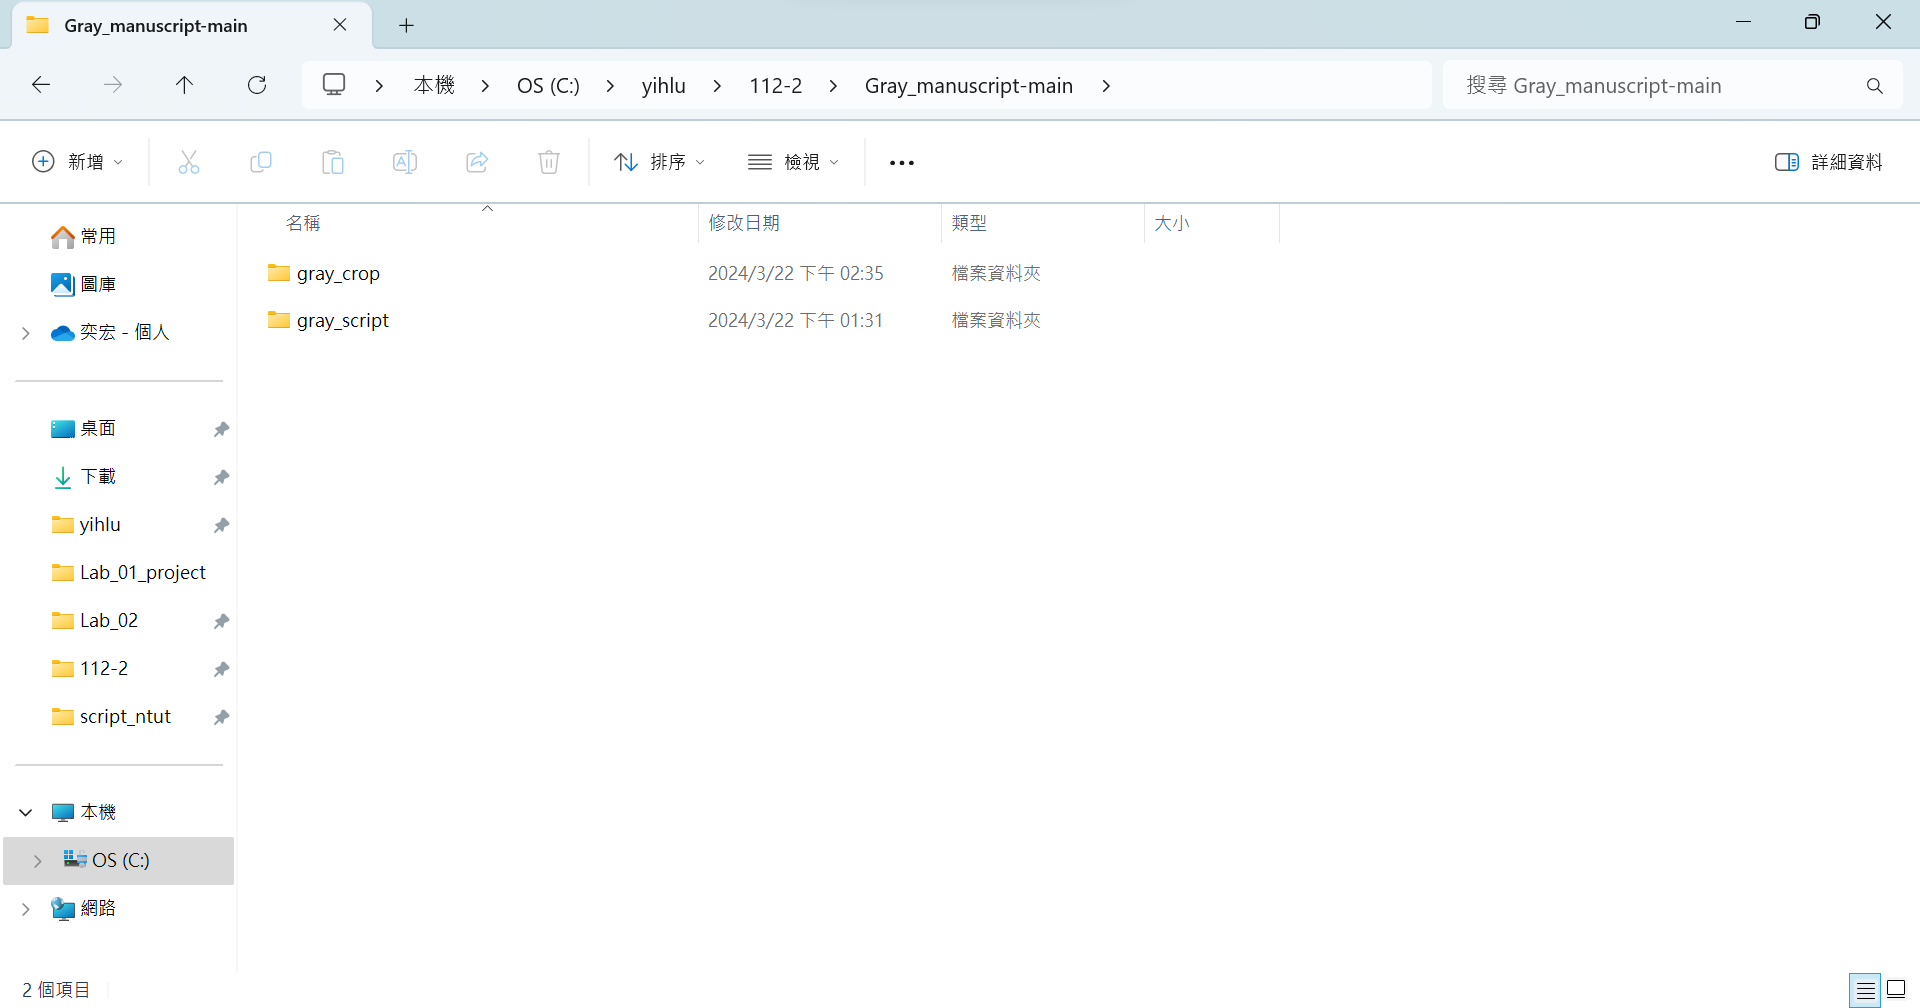 Gray_manuscript-main
本機 OS (C:) yihlu 112-2 Gray_manuscript-main
搜尋 Gray_manuscript-main
新增 排序 檢視 詳細資料
名稱 修改日期 類型 大小
gray_crop 2024/3/22 下午 02:35 檔案資料夾
gray_script 2024/3/22 下午 01:31 檔案資料夾
常用
圖庫
奕宏 - 個人
桌面
下載
yihlu
Lab_01_project
Lab_02
112-2
script_ntut
本機
OS (C:)
網路
2 個項目